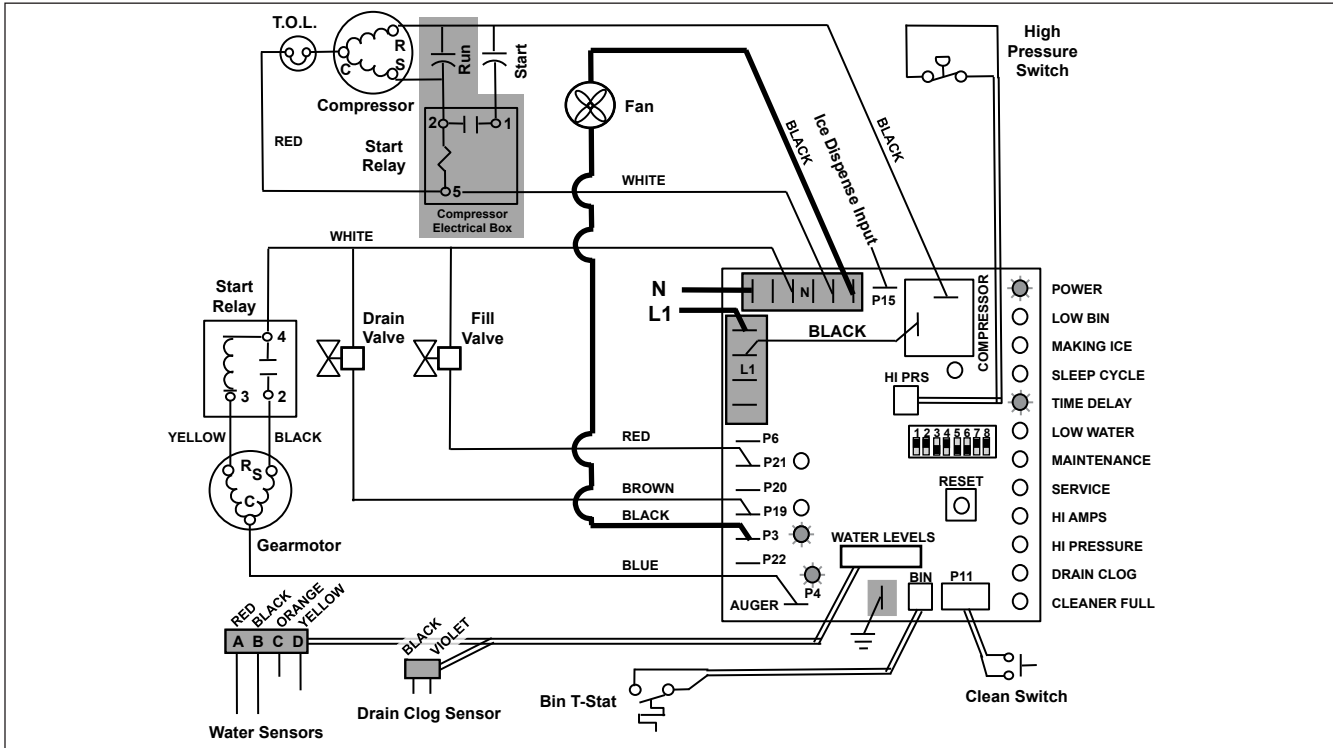 T.O.L.
R
S
C
Compressor
Run
Start
Fan
High
Pressure
Switch
RED
2
1
Start
Relay
5
Compressor
Electrical Box
WHITE
BLACK
Ice Dispense Input
BLACK
WHITE
Start
Relay
4
3
2
Drain
Valve
Fill
Valve
N
L1
N
P15
COMPRESSOR
BLACK
L1
HI PRS
POWER
LOW BIN
MAKING ICE
SLEEP CYCLE
TIME DELAY
LOW WATER
MAINTENANCE
SERVICE
HI AMPS
HI PRESSURE
DRAIN CLOG
CLEANER FULL
YELLOW
BLACK
R
S
C
Gearmotor
RED
BROWN
BLACK
BLUE
P6
P21
P20
P19
P3
P22
P4
AUGER
1 2 3 4 5 6 7 8
RESET
WATER LEVELS
BIN
P11
RED
BLACK
ORANGE
YELLOW
A B C D
Water Sensors
BLACK
VIOLET
Drain Clog Sensor
Bin T-Stat
Clean Switch